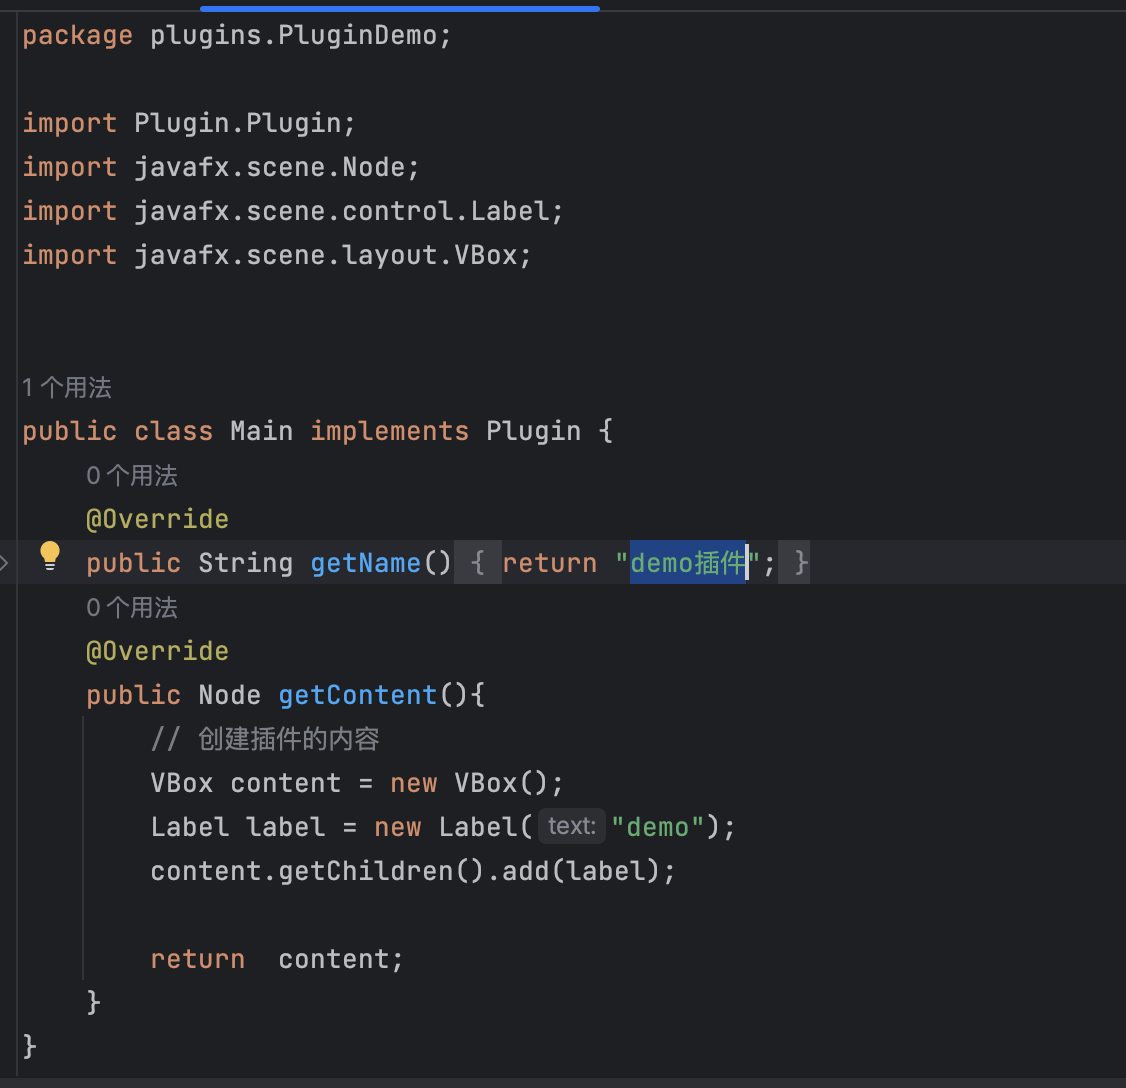 package plugins.PluginDemo;
import Plugin.Plugin;
import javafx.scene.Node;
import javafx.scene.control.Label;
import javafx.scene.layout.VBox;
1 个用法
public class Main implements Plugin {
0 个用法
@Override
public String getName() { return "demo插件"; }
0 个用法
@Override
public Node getContent(){
// 创建插件的内容
VBox content = new VBox();
Label label = new Label( text: "demo");
content.getChildren().add(label);
return  content;
}
}